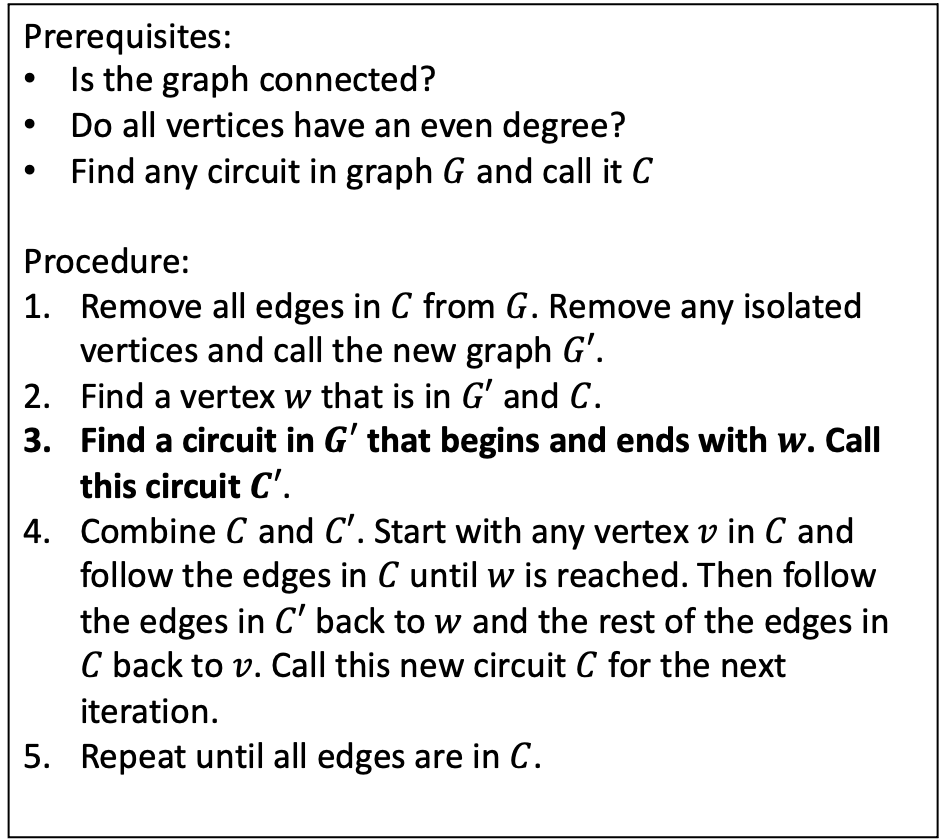 Prerequisites:
• Is the graph connected?
• Do all vertices have an even degree?
• Find any circuit in graph G and call it C
Procedure:
1. Remove all edges in C from G. Remove any isolated
vertices and call the new graph G′.
2. Find a vertex w that is in G′ and C.
3. Find a circuit in G′ that begins and ends with w. Call
this circuit C′.
4. Combine C and C′. Start with any vertex v in C and
follow the edges in C until w is reached. Then follow
the edges in C′ back to w and the rest of the edges in
C back to v. Call this new circuit C for the next
iteration.
5. Repeat until all edges are in C.